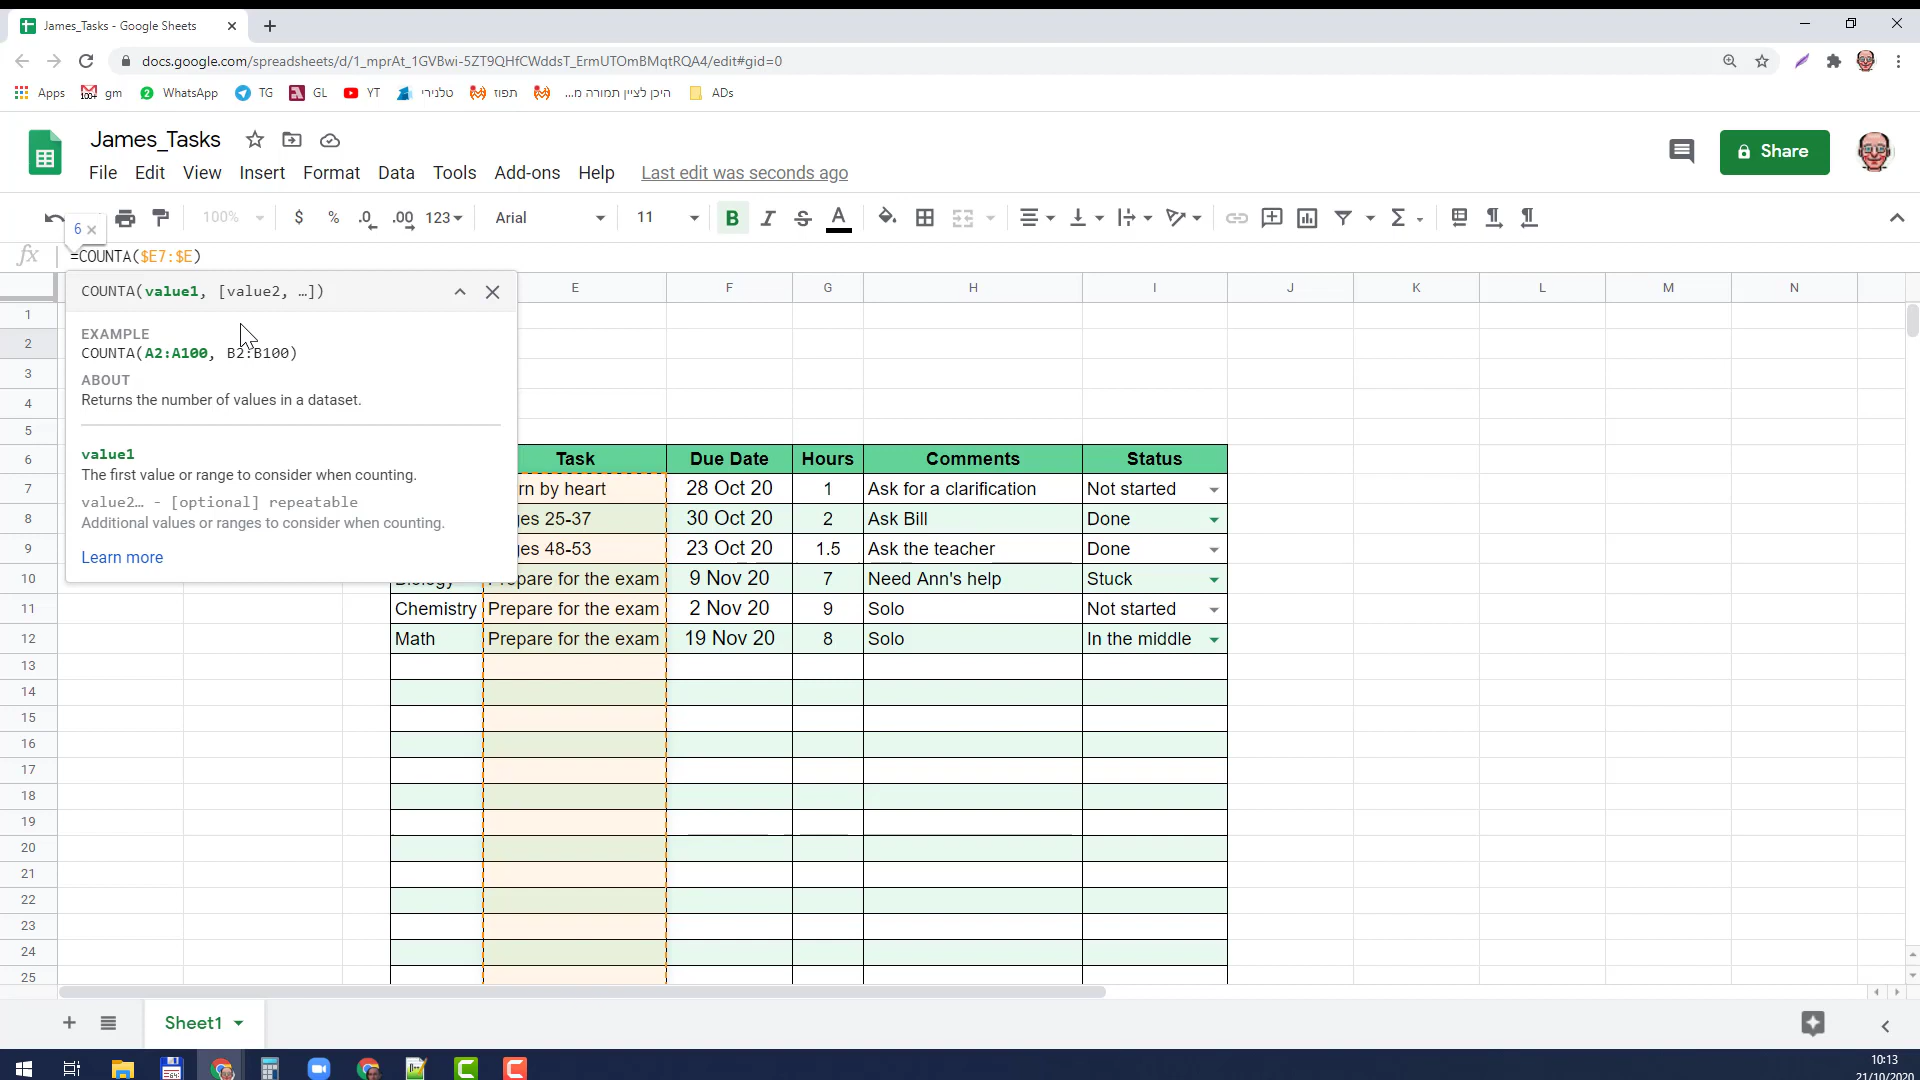 James_Tasks - Google Sheets
docs.google.com/spreadsheets/d/1_mprAt_1GVBwi-5ZT9QHfCWddsT_ErmUTOmBMqtRQA4/edit#gid=0
Apps gm WhatsApp TG GL YT טלנירי תפוז היכן לציין תמורה מ... ADs
James_Tasks
File Edit View Insert Format Data Tools Add-ons Help Last edit was seconds ago
Share
100% $ % .0 .00 123 Arial 11 B I S A Σ
6 ×
fx =COUNTA($E7:$E)
COUNTA(value1, [value2, …])
EXAMPLE
COUNTA(A2:A100, B2:B100)
ABOUT
Returns the number of values in a dataset.
value1
The first value or range to consider when counting.
value2… - [optional] repeatable
Additional values or ranges to consider when counting.
Learn more
E F G H I J K L M N
1
2
3
4
5
6 Task Due Date Hours Comments Status
7 rn by heart 28 Oct 20 1 Ask for a clarification Not started
8 ges 25-37 30 Oct 20 2 Ask Bill Done
9 ges 48-53 23 Oct 20 1.5 Ask the teacher Done
10 Biology Prepare for the exam 9 Nov 20 7 Need Ann's help Stuck
11 Chemistry Prepare for the exam 2 Nov 20 9 Solo Not started
12 Math Prepare for the exam 19 Nov 20 8 Solo In the middle
13
14
15
16
17
18
19
20
21
22
23
24
25
Sheet1
10:13
21/10/2020